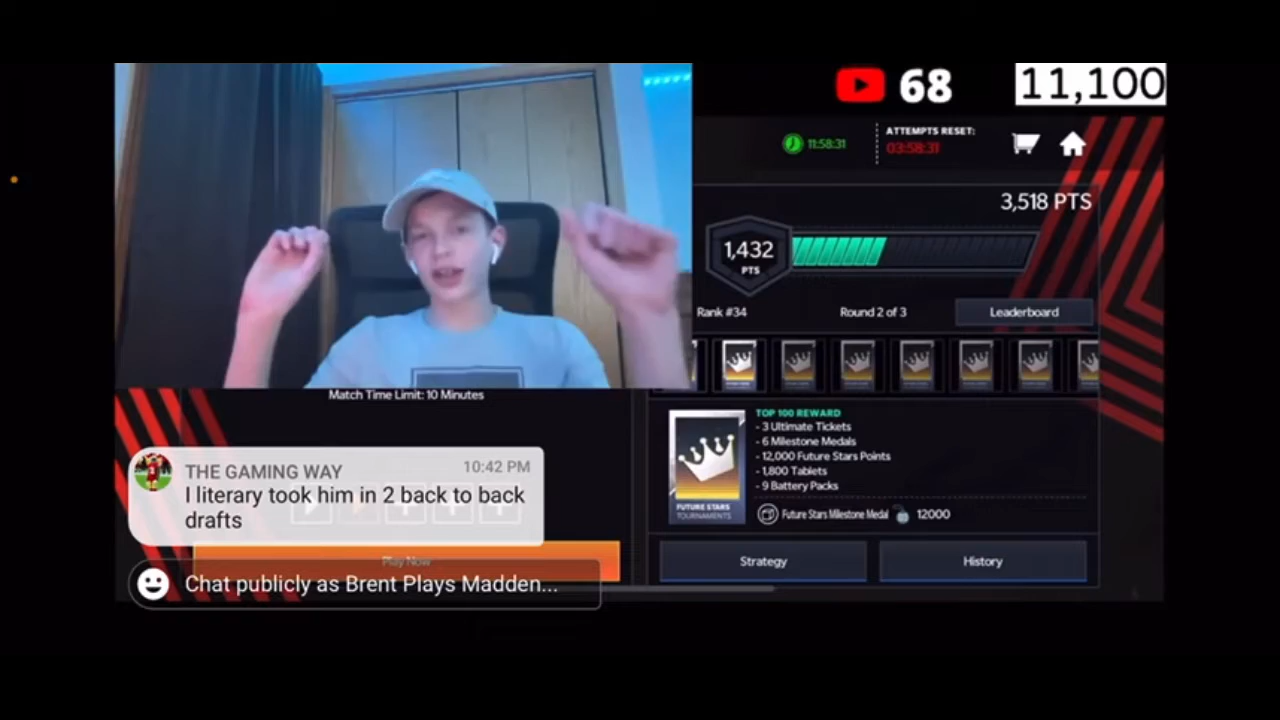 68
11,100
11:58:31
ATTEMPTS RESET:
03:58:31
3,518 PTS
1,432
PTS
Rank #34
Round 2 of 3
Leaderboard
Match Time Limit: 10 Minutes
TOP 100 REWARD
- 3 Ultimate Tickets
- 6 Milestone Medals
- 12,000 Future Stars Points
- 1,800 Tablets
- 9 Battery Packs
FUTURE STARS
TOURNAMENTS
Future Stars Milestone Medal 12000
THE GAMING WAY 10:42 PM
I literary took him in 2 back to back
drafts
Play Now
Strategy
History
Chat publicly as Brent Plays Madden...